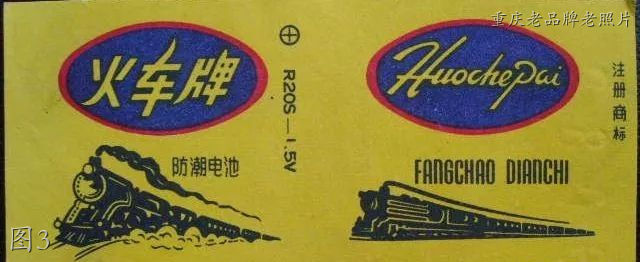 重庆老品牌老照片
火车牌
防潮电池
⊕ R20S—1.5V
Huochepai
FANGCHAO DIANCHI
注册商标
图3